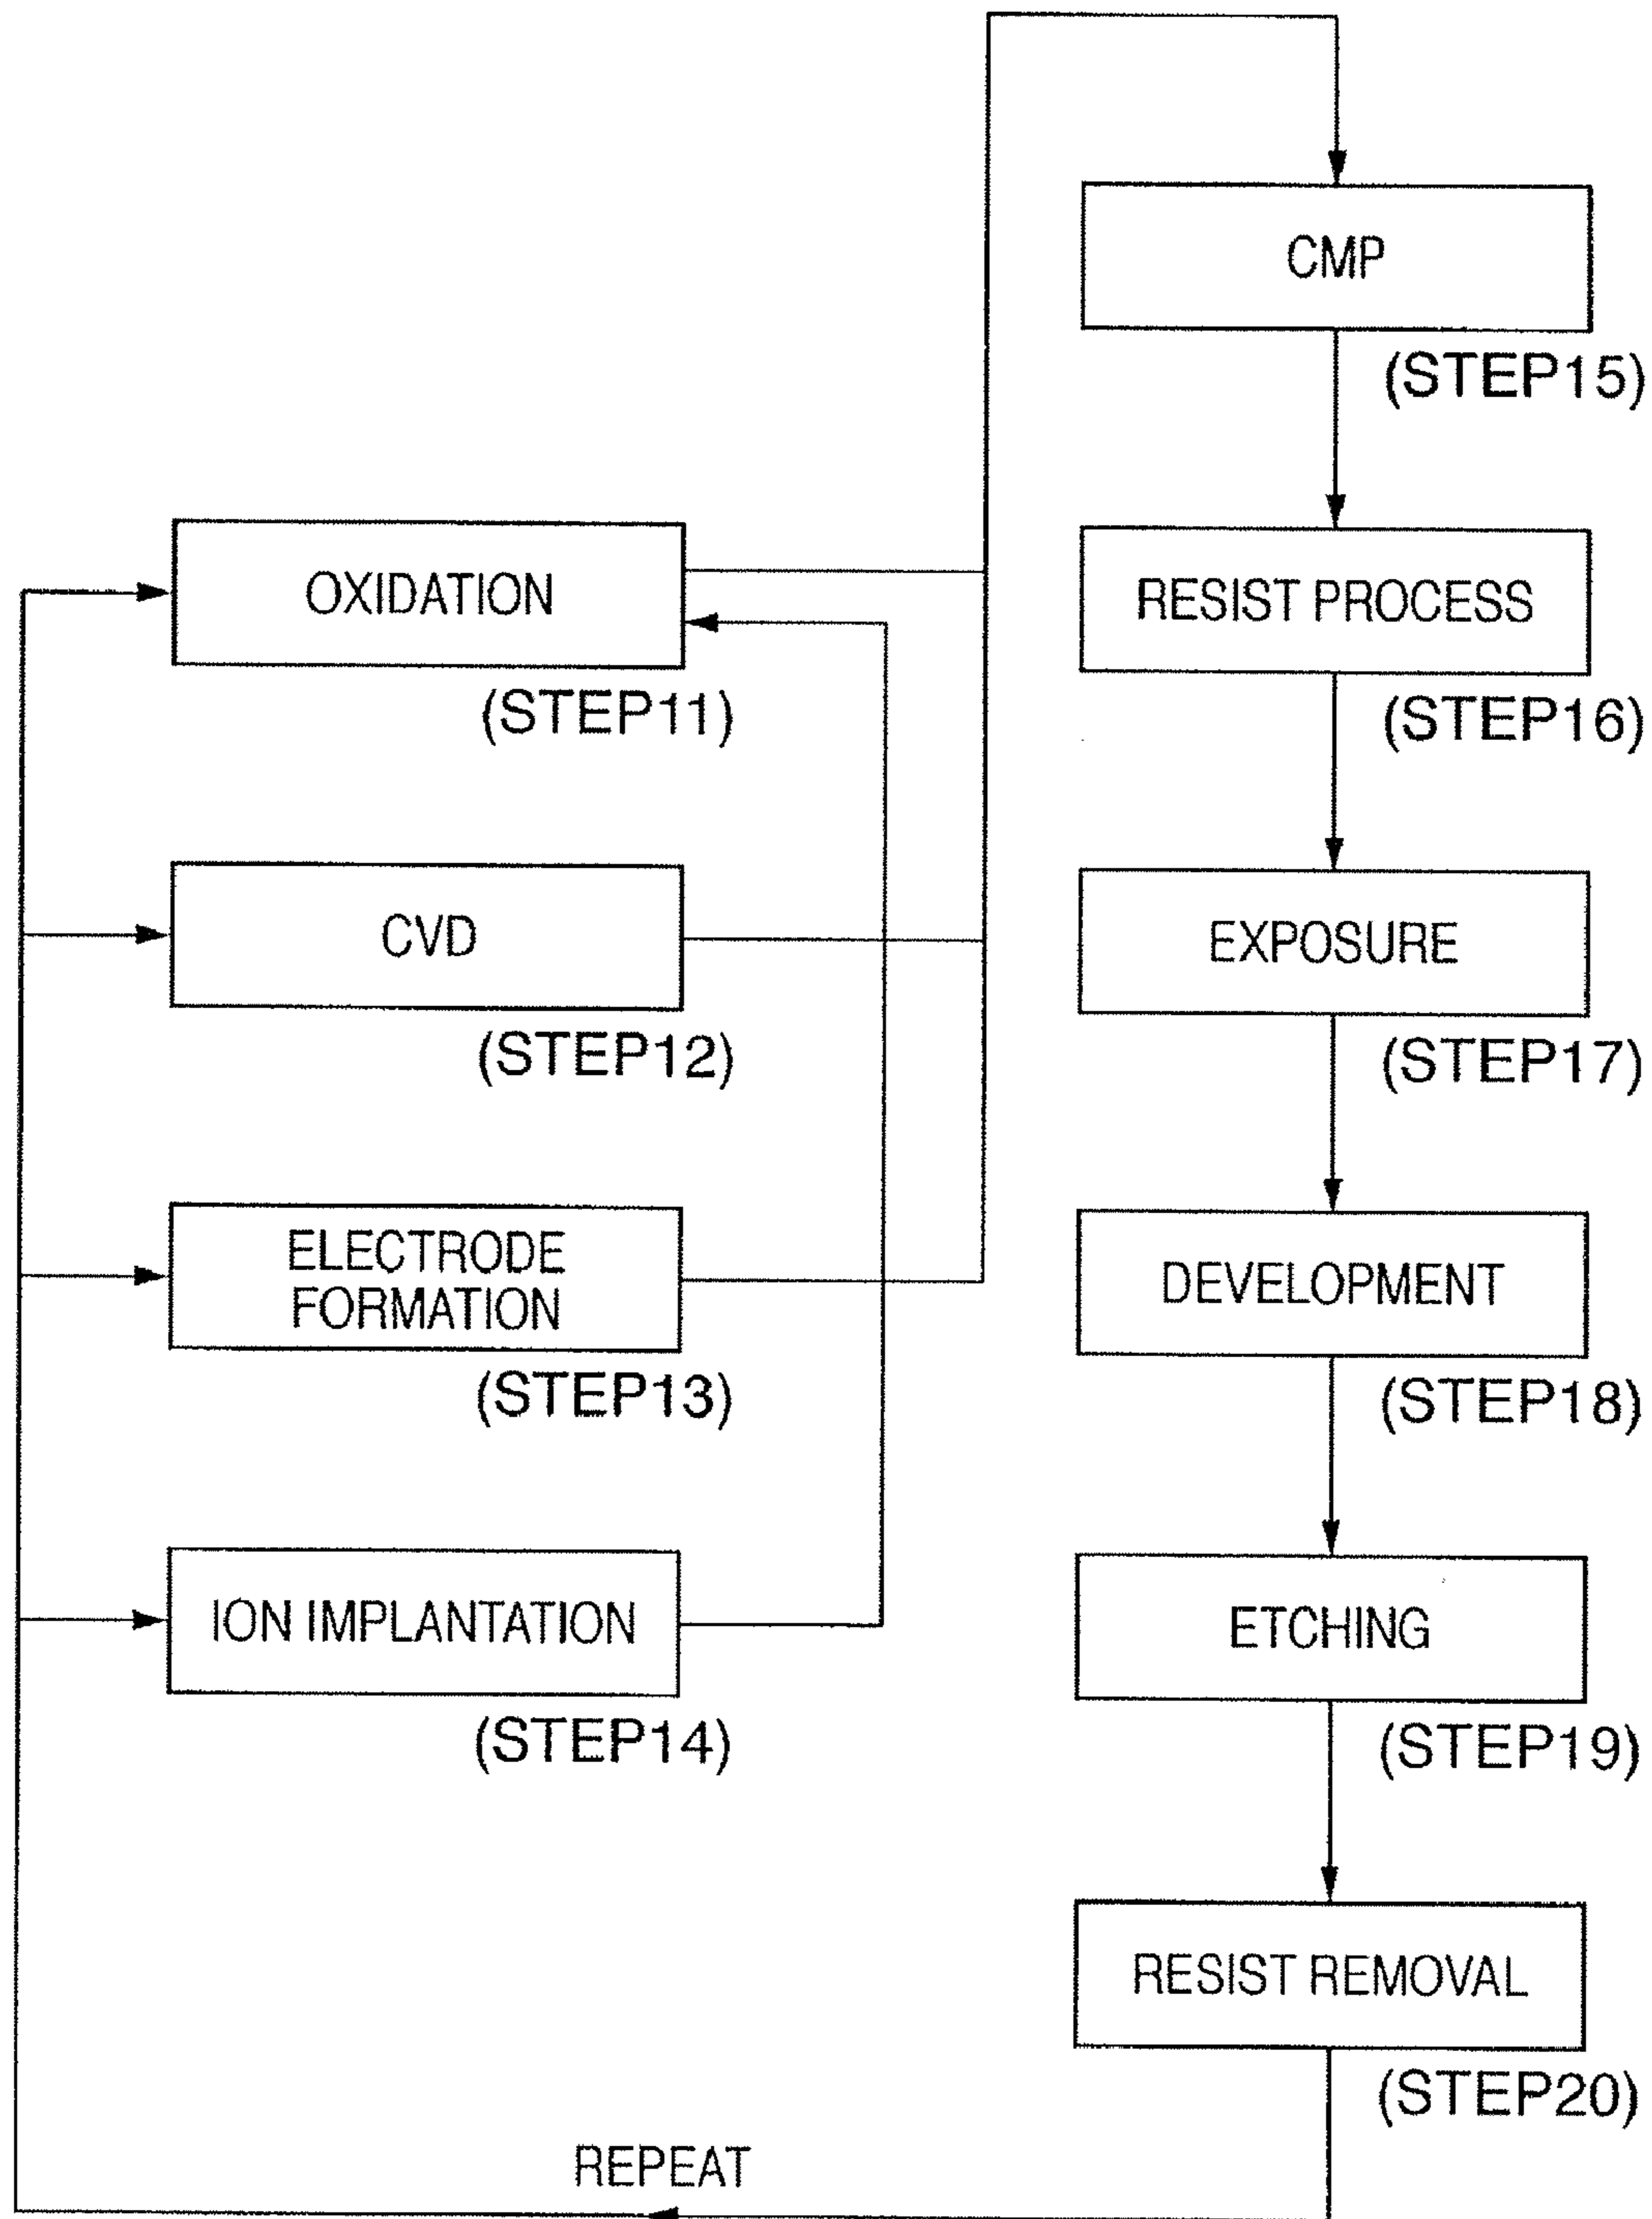 OXIDATION
(STEP11)
CVD
(STEP12)
ELECTRODE
FORMATION
(STEP13)
ION IMPLANTATION
(STEP14)
CMP
(STEP15)
RESIST PROCESS
(STEP16)
EXPOSURE
(STEP17)
DEVELOPMENT
(STEP18)
ETCHING
(STEP19)
RESIST REMOVAL
(STEP20)
REPEAT